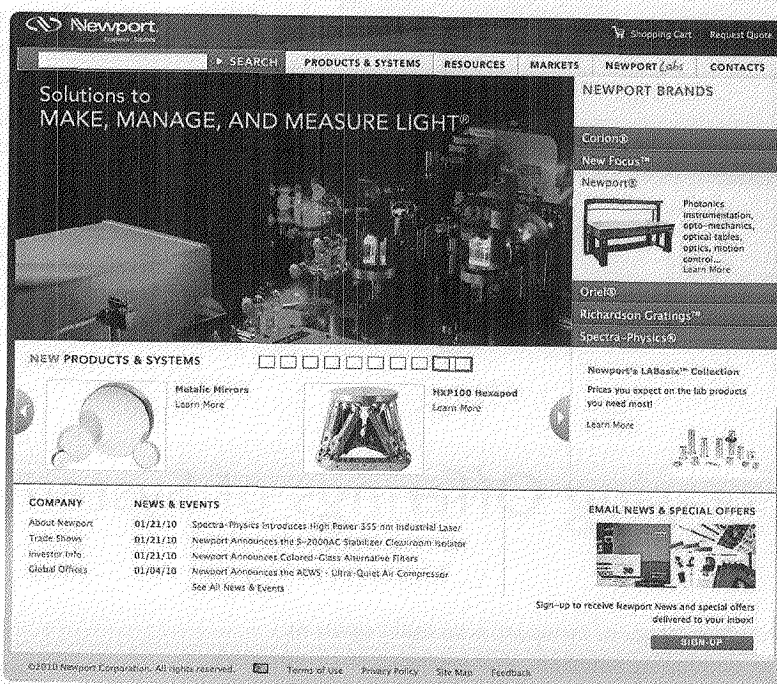 Newport
Experience | Solutions
Shopping Cart Request Quote
SEARCH PRODUCTS & SYSTEMS RESOURCES MARKETS NEWPORT Labs CONTACTS
Solutions to
MAKE, MANAGE, AND MEASURE LIGHT®
NEWPORT BRANDS
Corion®
New Focus™
Newport®
Photonics
instrumentation,
opto-mechanics,
optical tables,
optics, motion
control...
Learn More
Oriel®
Richardson Gratings™
Spectra-Physics®
NEW PRODUCTS & SYSTEMS
Metalic Mirrors
Learn More
HXP100 Hexapod
Learn More
Newport's LABasix™ Collection
Prices you expect on the lab products
you need most!
Learn More
COMPANY
About Newport
Trade Shows
Investor Info
Global Offices
NEWS & EVENTS
01/21/10 Spectra-Physics Introduces High Power 355 nm Industrial Laser
01/21/10 Newport Announces the S-2000AC Stabilizer Cleanroom Isolator
01/21/10 Newport Announces Colored-Glass Alternative Filters
01/04/10 Newport Announces the ACWS - Ultra-Quiet Air Compressor
See All News & Events
EMAIL NEWS & SPECIAL OFFERS
Sign-up to receive Newport News and special offers
delivered to your inbox!
SIGN-UP
©2010 Newport Corporation. All rights reserved. Terms of Use Privacy Policy Site Map Feedback